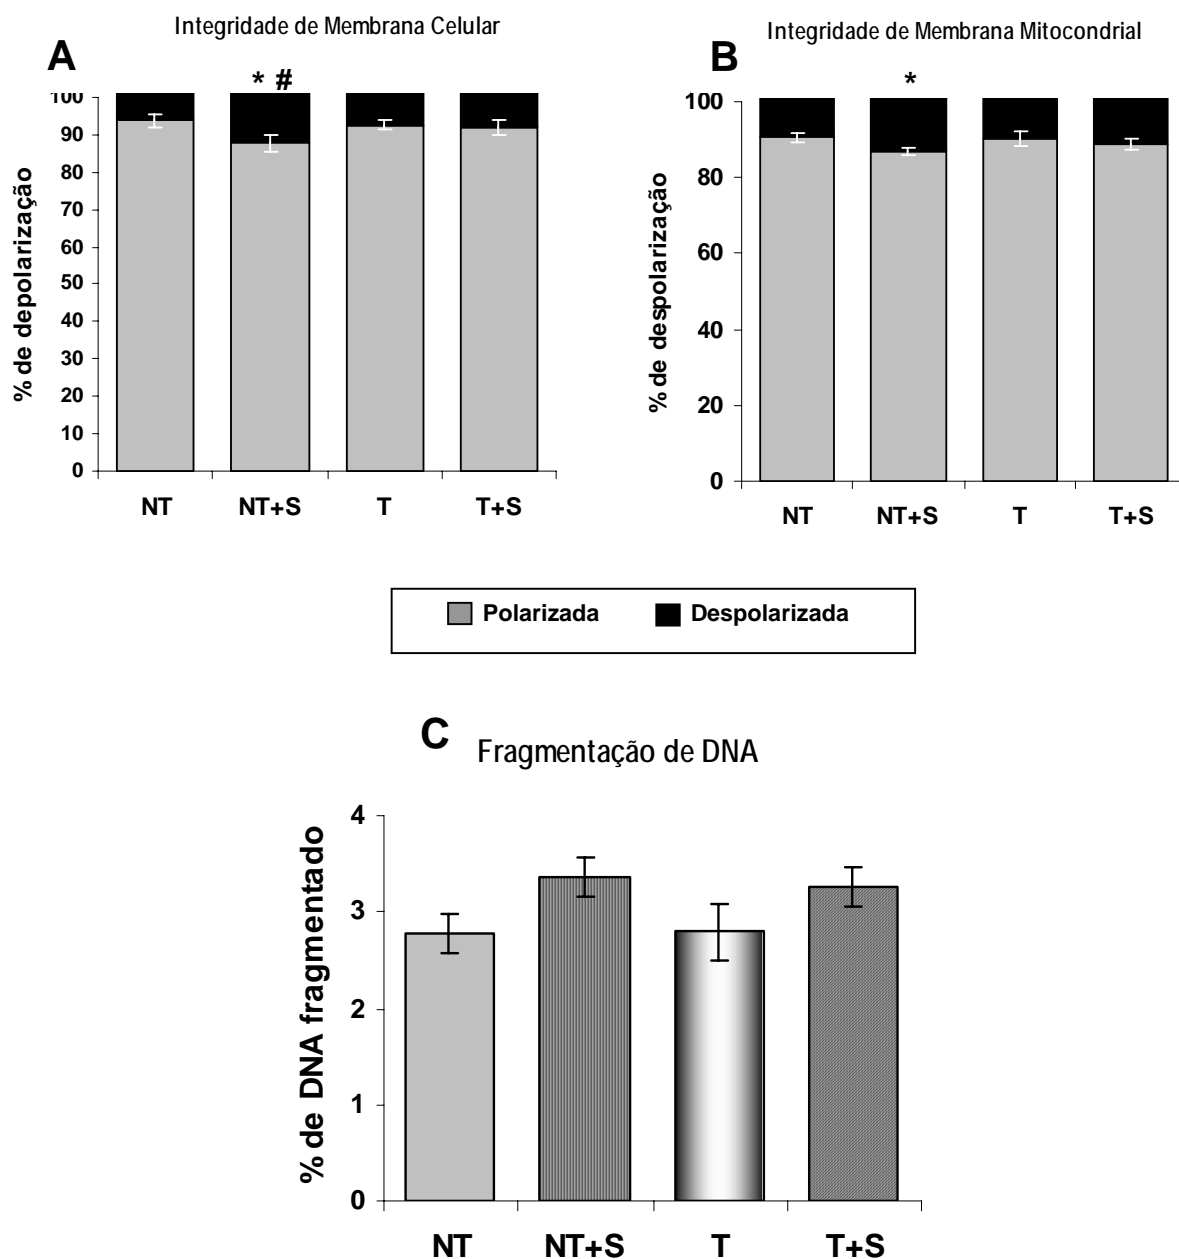 Integridade de Membrana Celular
A
* #
100
90
80
70
60
50
40
30
20
10
0
% de depolarização
NT NT+S T T+S
Integridade de Membrana Mitocondrial
B
*
100
80
60
40
20
0
% de despolarização
NT NT+S T T+S
Polarizada Despolarizada
C Fragmentação de DNA
4
3
2
1
0
% de DNA fragmentado
NT NT+S T T+S